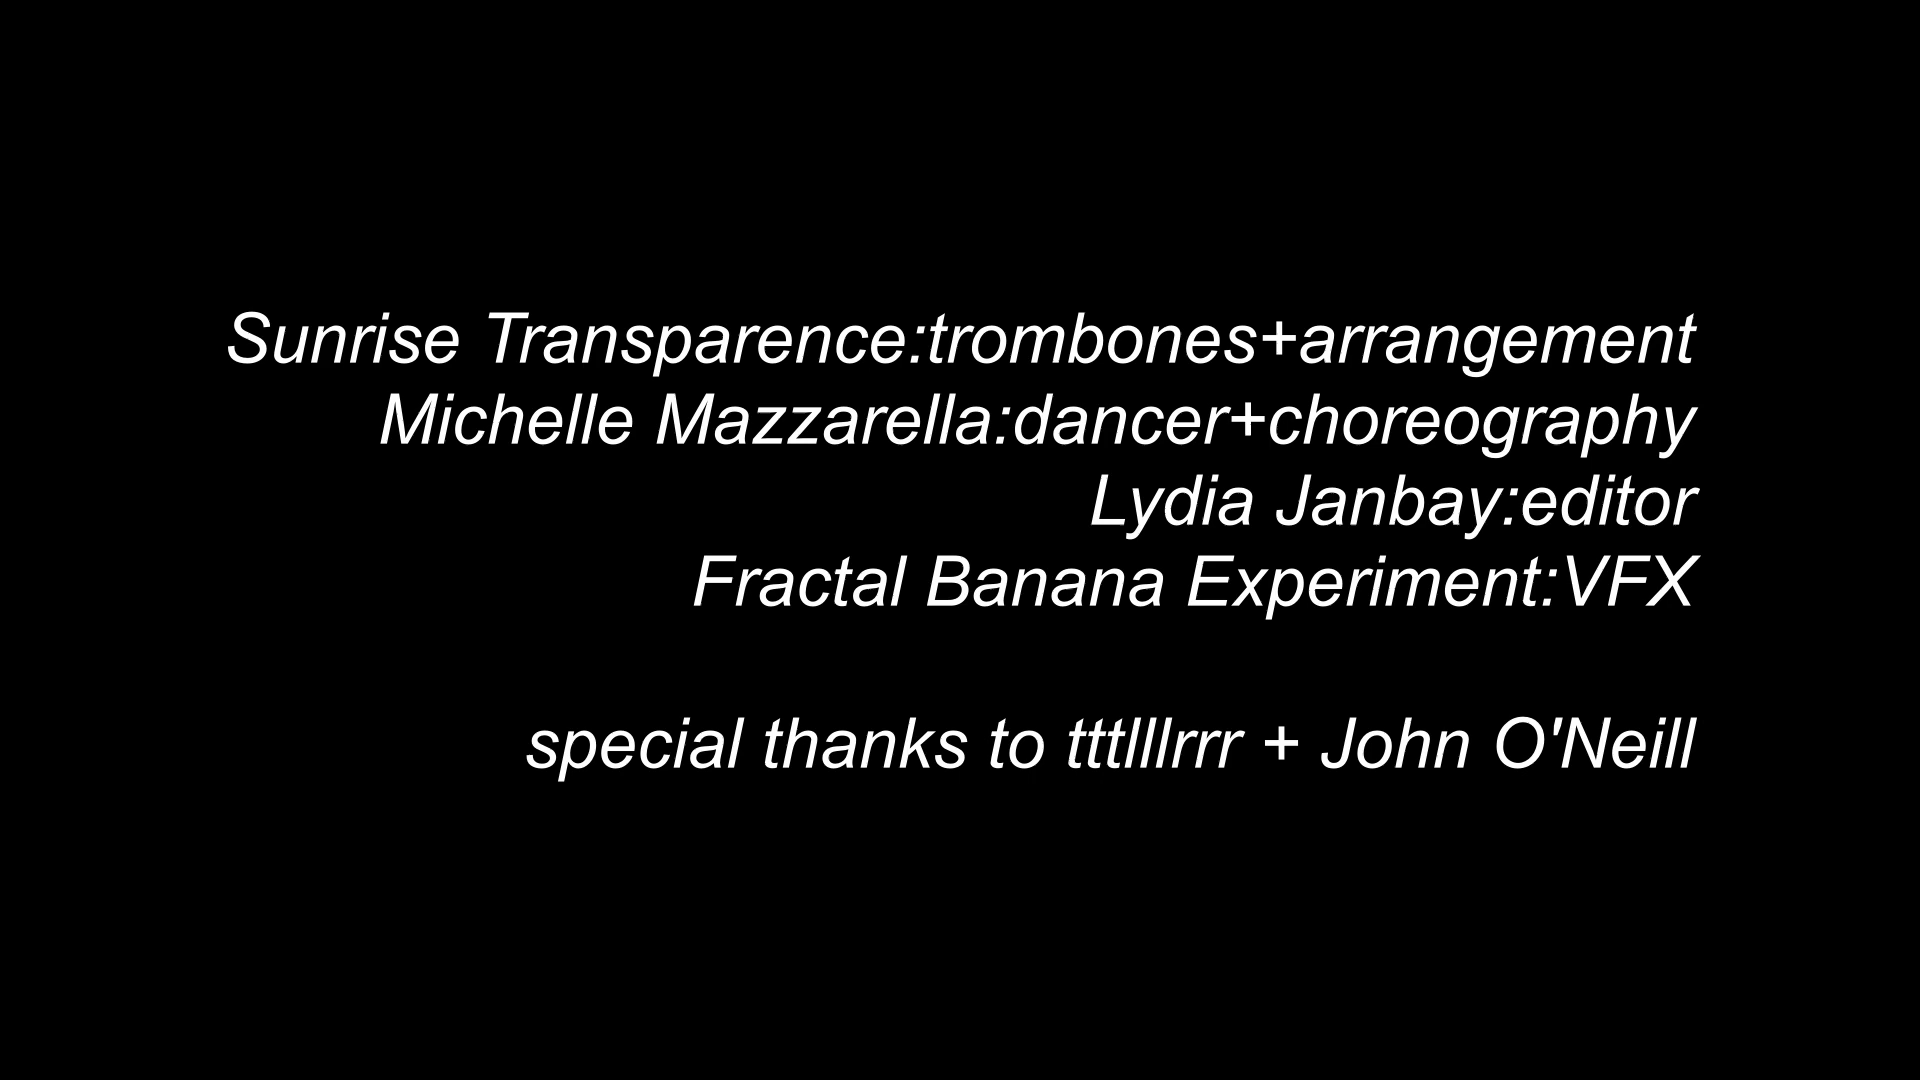 Sunrise Transparence:trombones+arrangement
Michelle Mazzarella:dancer+choreography
Lydia Janbay:editor
Fractal Banana Experiment:VFX
special thanks to tttlllrrr + John O'Neill